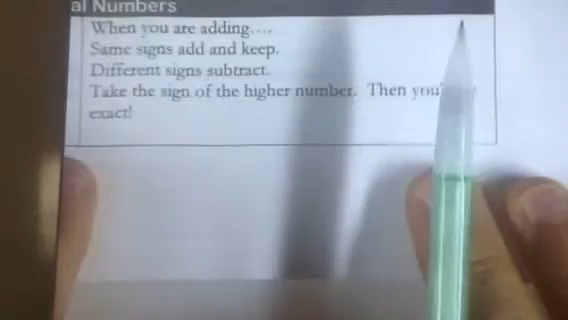 al Numbers
When you are adding....
Same signs add and keep.
Different signs subtract.
Take the sign of the higher number. Then you'
exact!